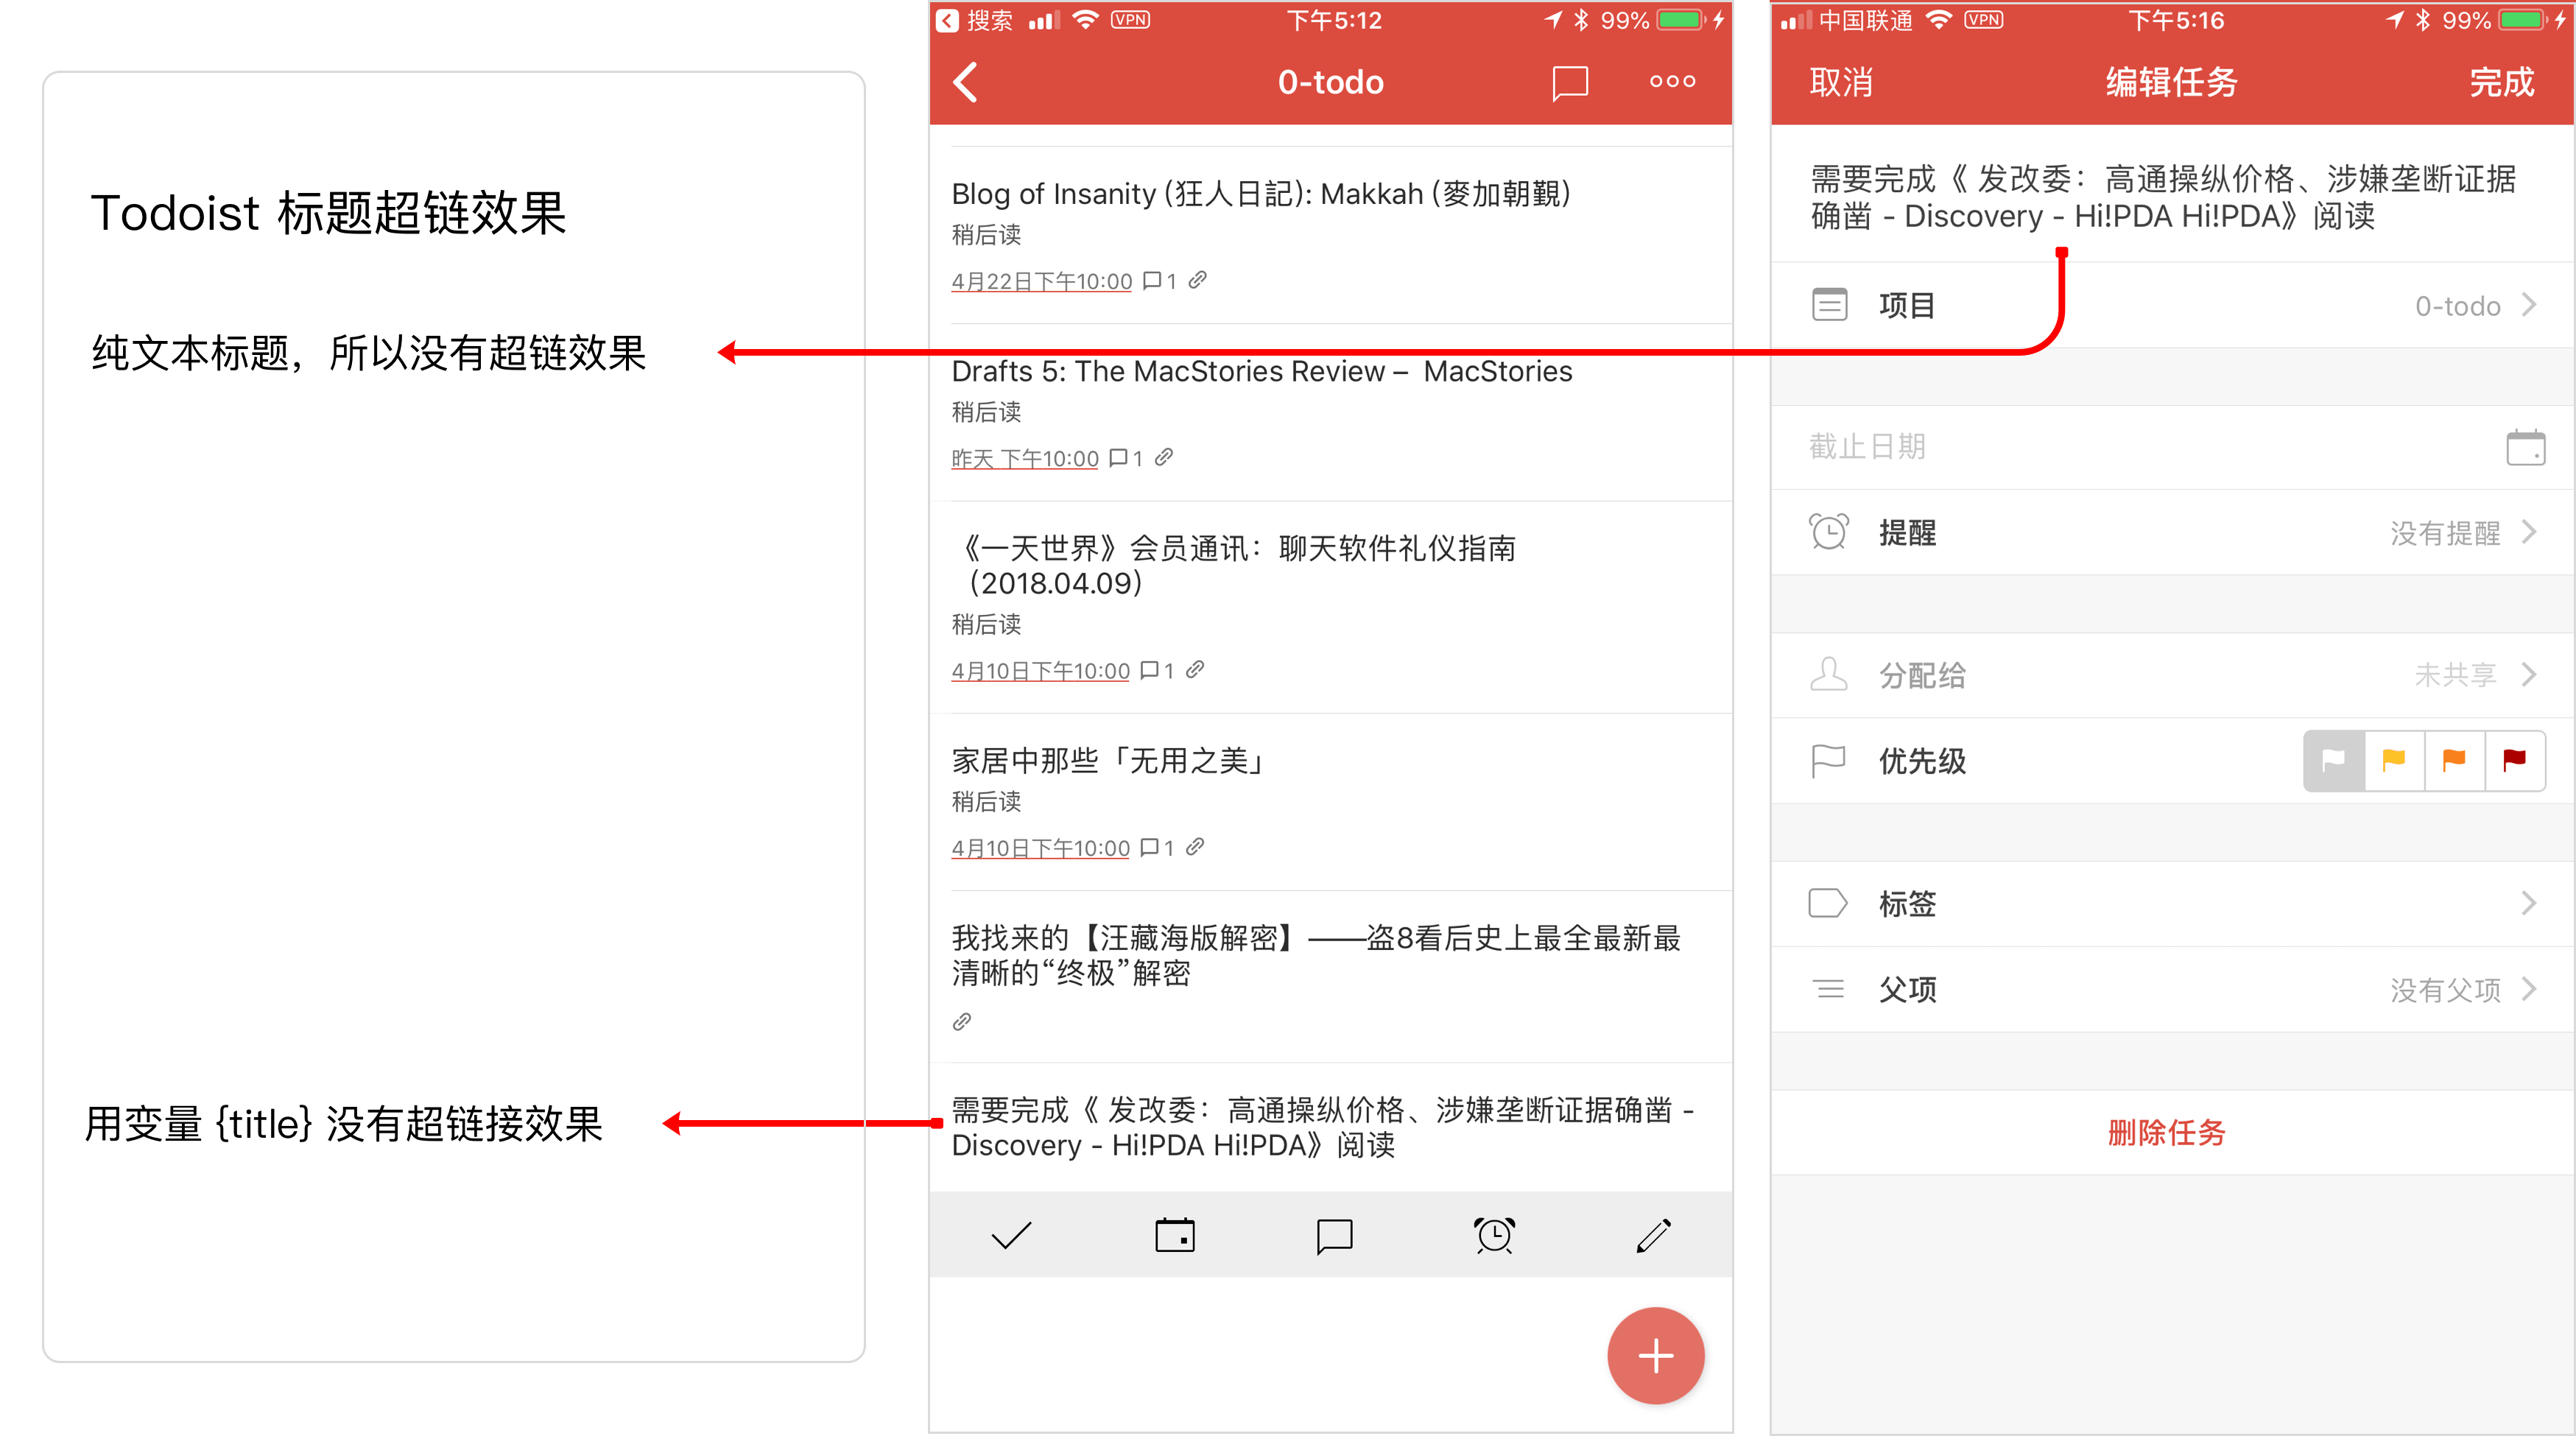 Todoist 标题超链效果
纯文本标题，所以没有超链效果
用变量 {title} 没有超链接效果
搜索 VPN 下午5:12 99%
0-todo
Blog of Insanity (狂人日記): Makkah (麥加朝覲)
稍后读
4月22日下午10:00 1
Drafts 5: The MacStories Review – MacStories
稍后读
昨天 下午10:00 1
《一天世界》会员通讯：聊天软件礼仪指南
（2018.04.09）
稍后读
4月10日下午10:00 1
家居中那些「无用之美」
稍后读
4月10日下午10:00 1
我找来的【汪藏海版解密】——盗8看后史上最全最新最
清晰的“终极”解密
需要完成《 发改委：高通操纵价格、涉嫌垄断证据确凿 -
Discovery - Hi!PDA Hi!PDA》阅读
中国联通 VPN 下午5:16 99%
取消 编辑任务 完成
需要完成《 发改委：高通操纵价格、涉嫌垄断证据
确凿 - Discovery - Hi!PDA Hi!PDA》阅读
项目 0-todo
截止日期
提醒 没有提醒
分配给 未共享
优先级
标签
父项 没有父项
删除任务